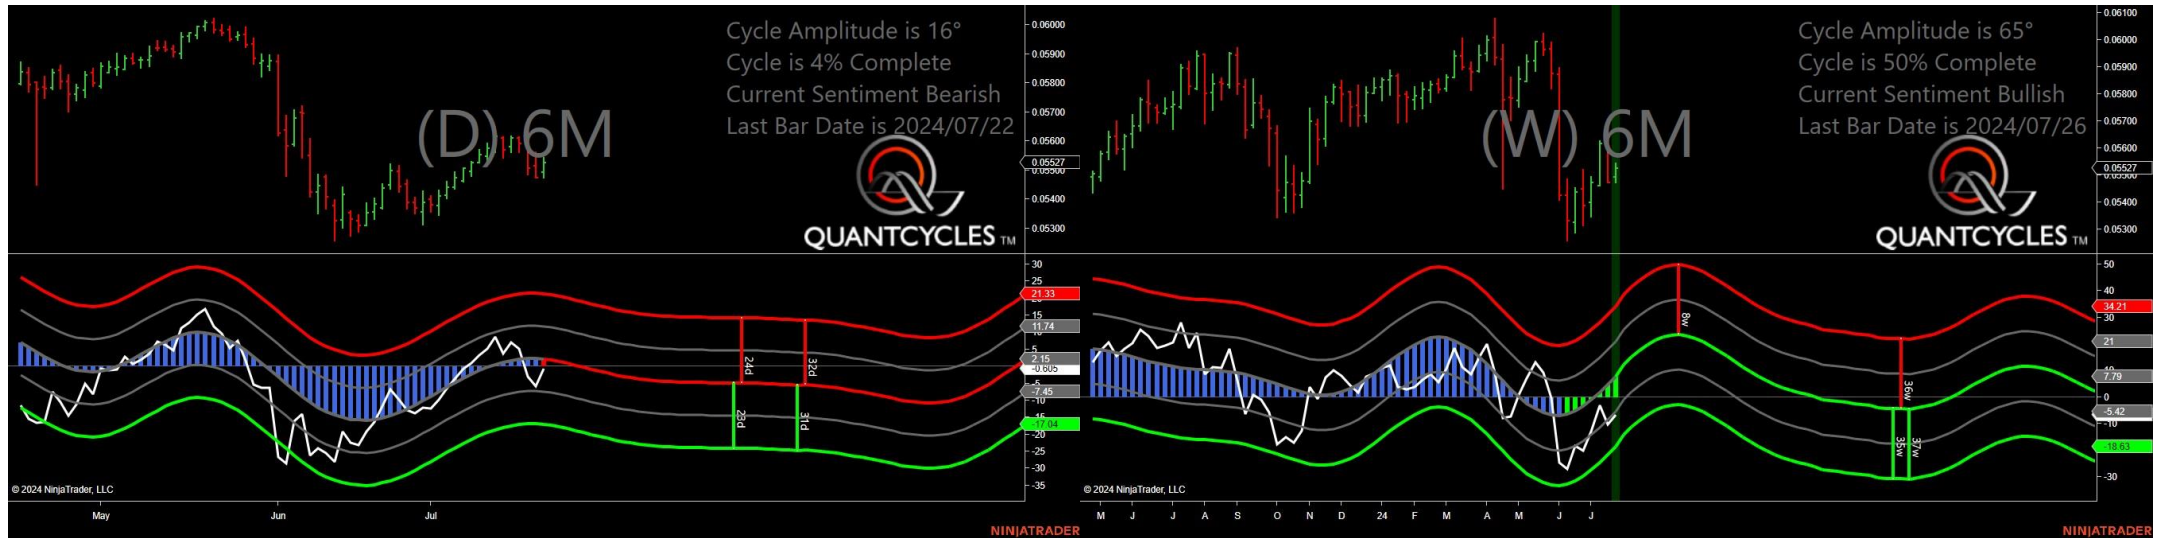 Cycle Amplitude is 16°
Cycle is 4% Complete
Current Sentiment Bearish
Last Bar Date is 2024/07/22
(D) 6M
QUANTCYCLES TM
0.06000
0.05900
0.05800
0.05700
0.05600
0.05527
0.05500
0.05400
0.05300
24d
32d
23d
31d
30
25
21.33
15
11.74
5
2.15
-0.605
-5
-7.45
-10
-15
-17.04
-20
-25
-30
-35
© 2024 NinjaTrader, LLC
May
Jun
Jul
NINJATRADER
Cycle Amplitude is 65°
Cycle is 50% Complete
Current Sentiment Bullish
Last Bar Date is 2024/07/26
(W) 6M
QUANTCYCLES TM
0.06100
0.06000
0.05900
0.05800
0.05700
0.05600
0.05527
0.05500
0.05400
0.05300
8w
36w
35w
37w
50
40
34.21
30
21
7.79
0
-5.42
-10
-18.63
-30
© 2024 NinjaTrader, LLC
M J J A S O N D 24 F M A M J J
NINJATRADER